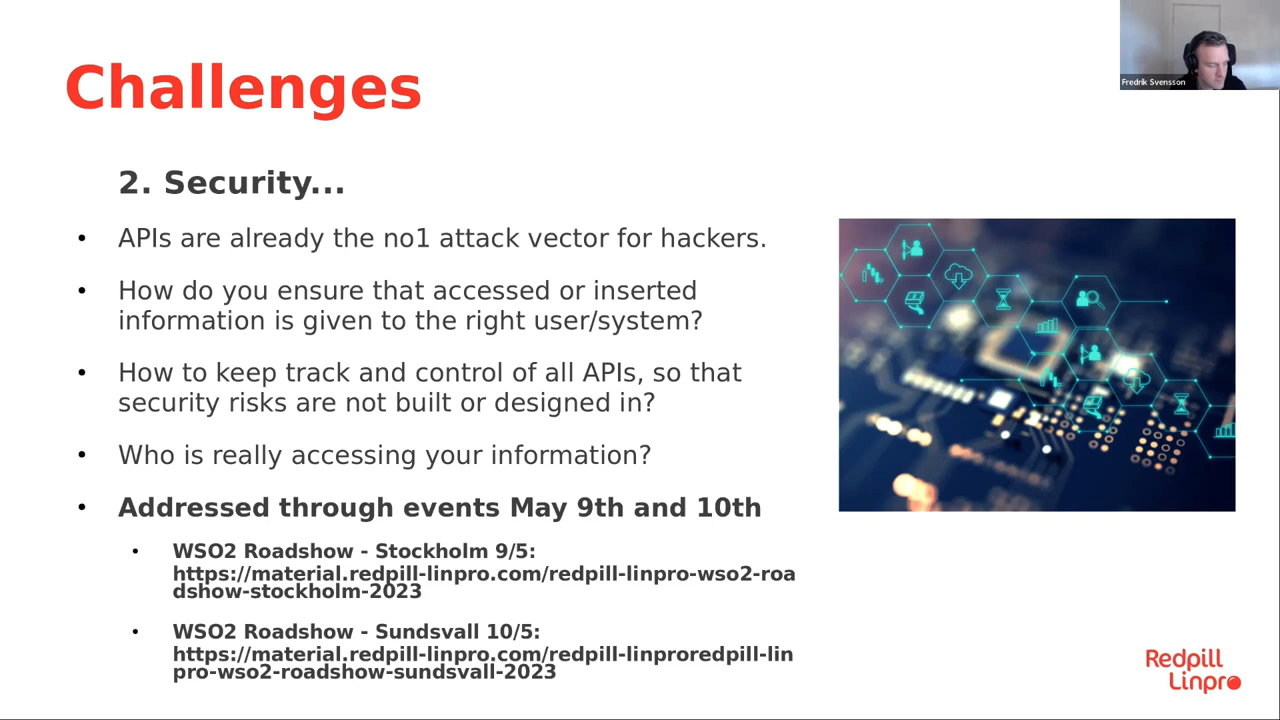 Challenges
Fredrik Svensson
2. Security...
• APIs are already the no1 attack vector for hackers.
• How do you ensure that accessed or inserted
information is given to the right user/system?
• How to keep track and control of all APIs, so that
security risks are not built or designed in?
• Who is really accessing your information?
• Addressed through events May 9th and 10th
• WSO2 Roadshow - Stockholm 9/5:
https://material.redpill-linpro.com/redpill-linpro-wso2-roa
dshow-stockholm-2023
• WSO2 Roadshow - Sundsvall 10/5:
https://material.redpill-linpro.com/redpill-linproredpill-lin
pro-wso2-roadshow-sundsvall-2023
Redpill
Linpro